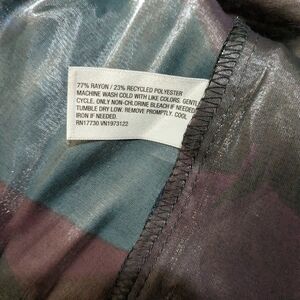 77% RAYON / 23% RECYCLED POLYESTER
MACHINE WASH COLD WITH LIKE COLORS. GENTLE
CYCLE. ONLY NON-CHLORINE BLEACH IF NEEDED.
TUMBLE DRY LOW. REMOVE PROMPTLY. COOL
IRON IF NEEDED.
RN17730 VN1973122